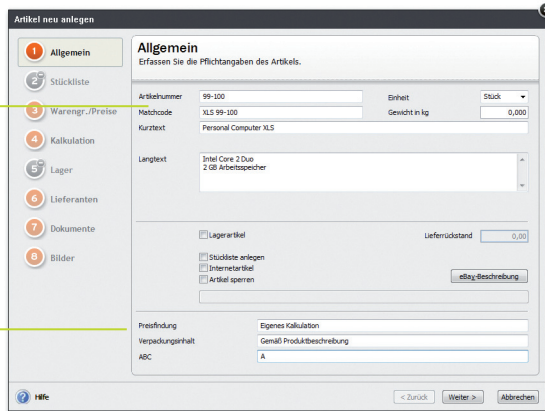 Artikel neu anlegen
1 Allgemein
2 Stückliste
3 Warengr./Preise
4 Kalkulation
5 Lager
6 Lieferanten
7 Dokumente
8 Bilder
Allgemein
Erfassen Sie die Pflichtangaben des Artikels.
Artikelnummer 99-100 Einheit Stück
Matchcode XLS 99-100 Gewicht in kg 0,000
Kurztext Personal Computer XLS
Langtext Intel Core 2 Duo
2 GB Arbeitsspeicher
Lagerartikel Lieferrückstand 0,00
Stückliste anlegen
Internetartikel
Artikel sperren eBay-Beschreibung
Preisfindung Eigenes Kalkulation
Verpackungsinhalt Gemäß Produktbeschreibung
ABC A
? Hilfe < Zurück Weiter > Abbrechen